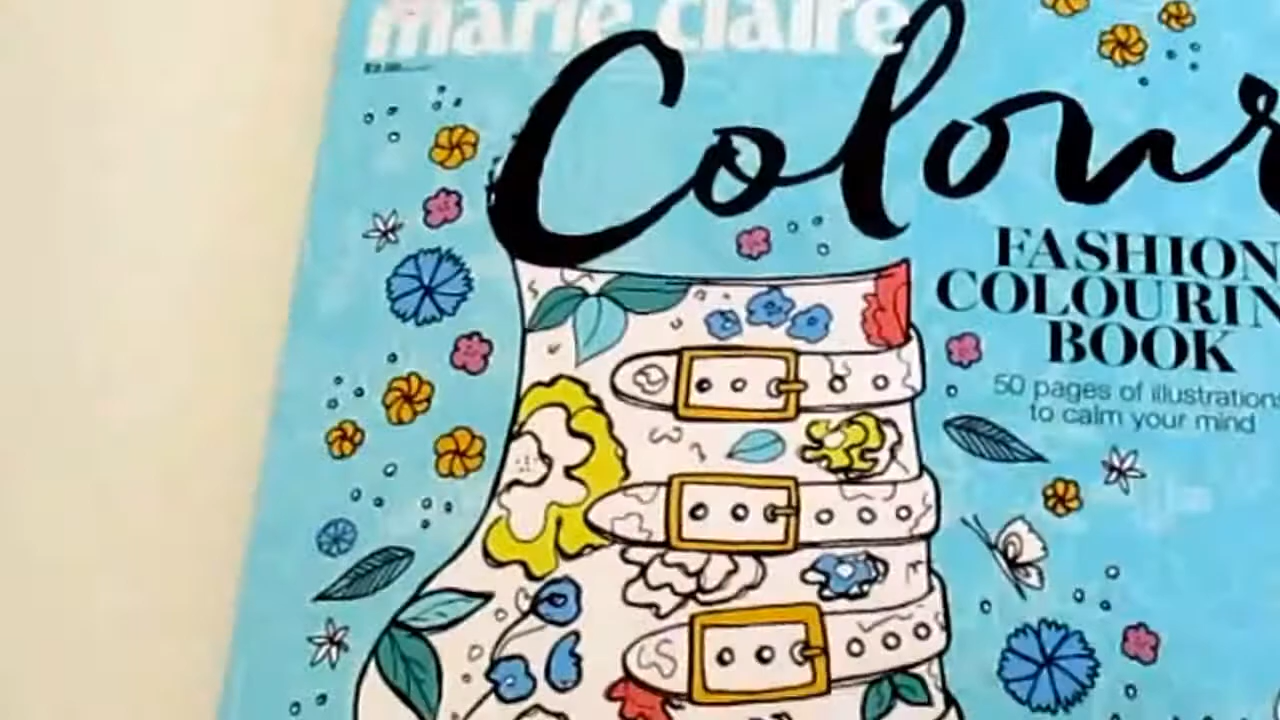 marie claire
Colour
FASHION
COLOURIN
BOOK
50 pages of illustrations
to calm your mind